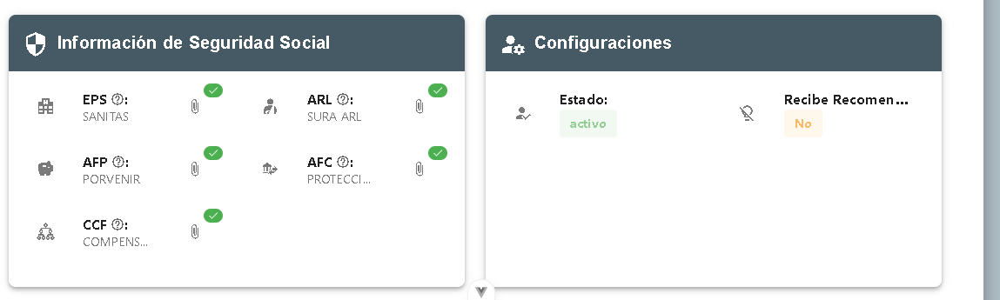 Información de Seguridad Social
EPS ?:
SANITAS
ARL ?:
SURA ARL
AFP ?:
PORVENIR
AFC ?:
PROTECCI...
CCF ?:
COMPENS...
Configuraciones
Estado:
activo
Recibe Recomen...
No